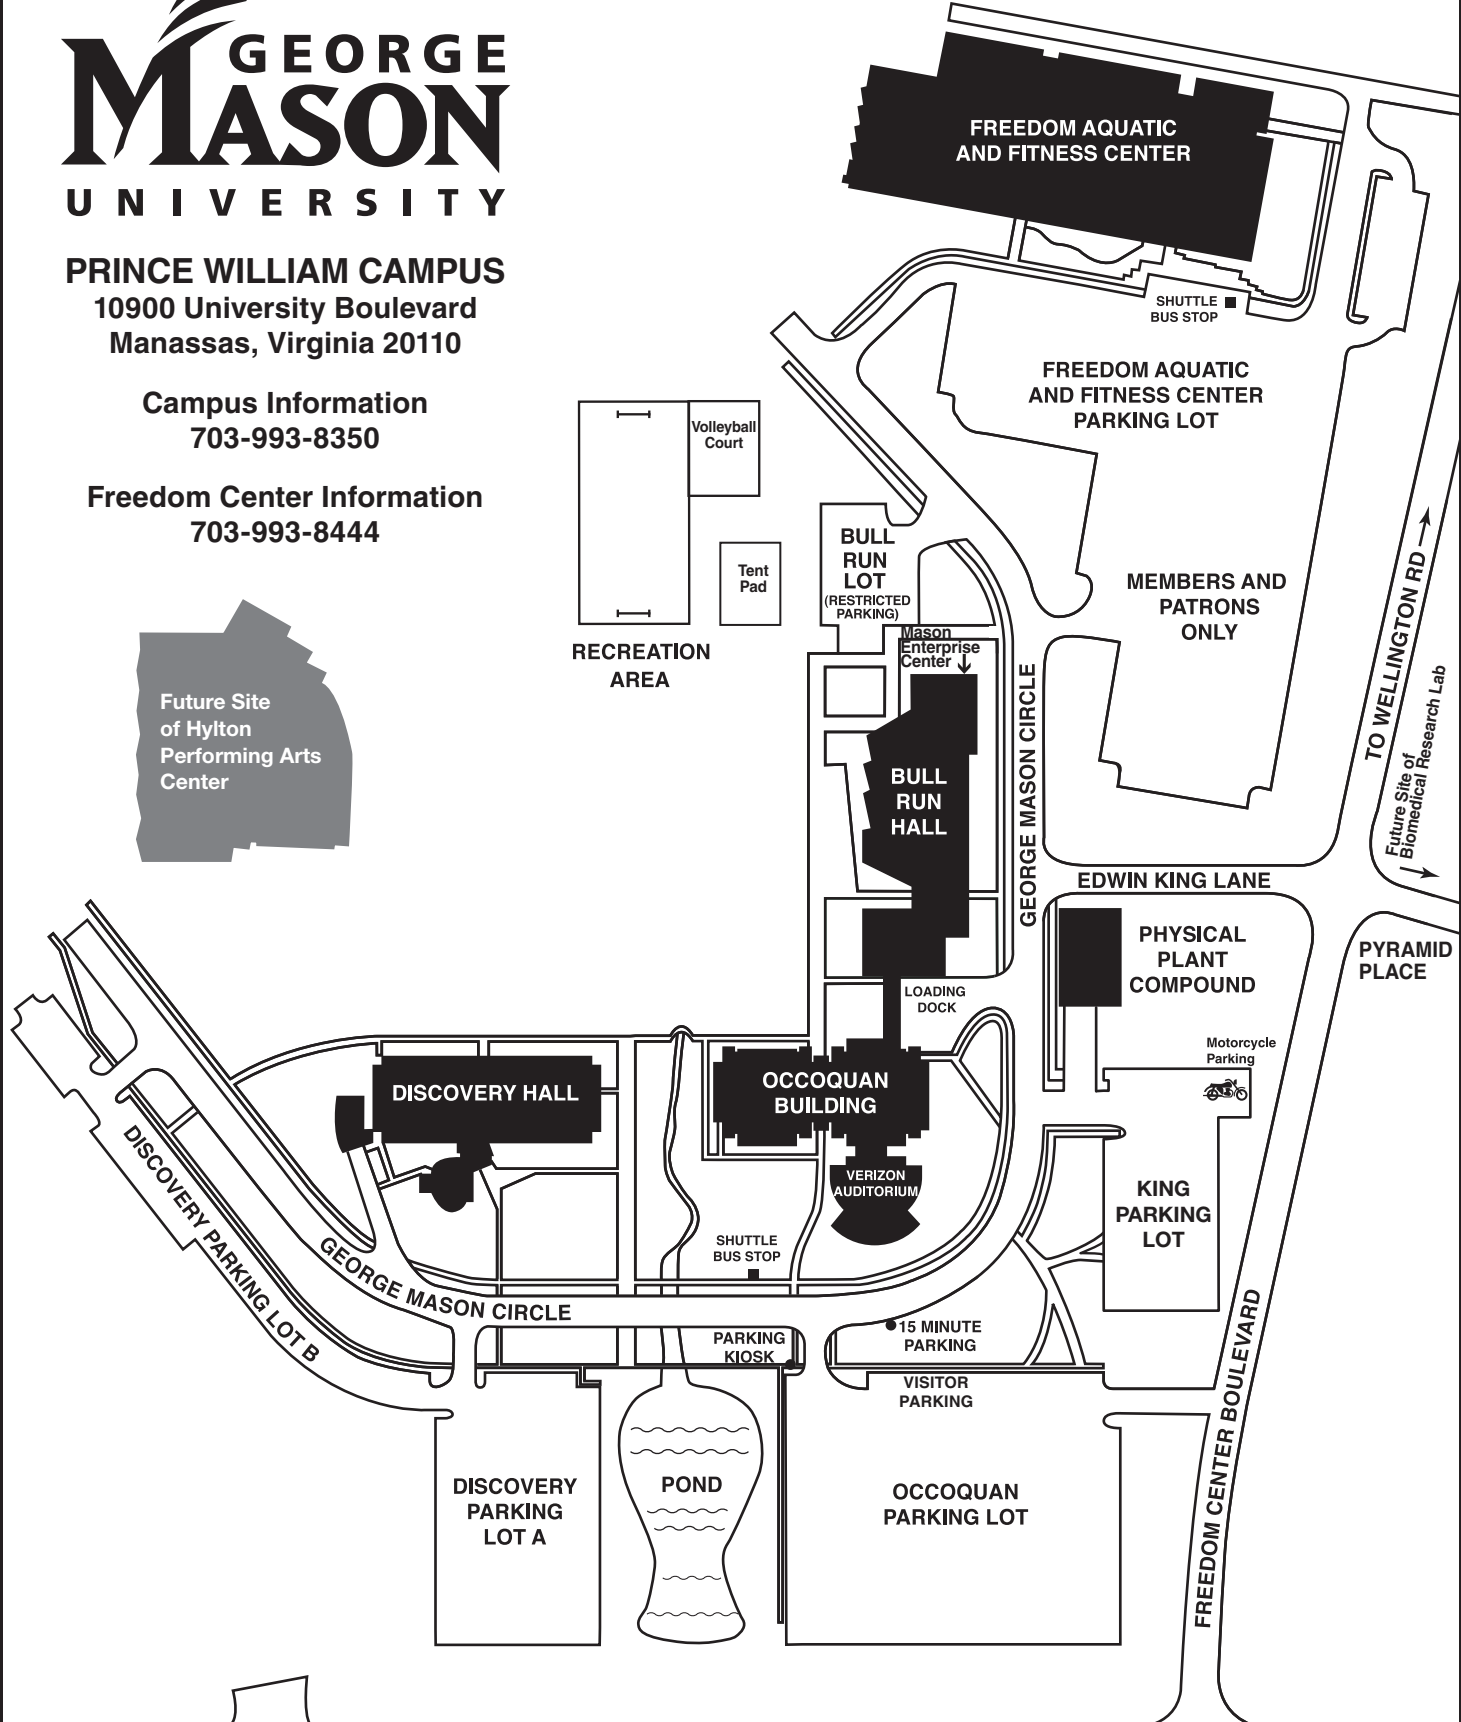 GEORGE
MASON
UNIVERSITY
PRINCE WILLIAM CAMPUS
10900 University Boulevard
Manassas, Virginia 20110
Campus Information
703-993-8350
Freedom Center Information
703-993-8444
FREEDOM AQUATIC
AND FITNESS CENTER
SHUTTLE
BUS STOP
FREEDOM AQUATIC
AND FITNESS CENTER
PARKING LOT
Volleyball
Court
Tent
Pad
RECREATION
AREA
BULL
RUN
LOT
(RESTRICTED
PARKING)
Mason
Enterprise
Center
MEMBERS AND
PATRONS
ONLY
TO WELLINGTON RD
Future Site of
Biomedical Research Lab
Future Site
of Hylton
Performing Arts
Center
BULL
RUN
HALL
GEORGE MASON CIRCLE
EDWIN KING LANE
PHYSICAL
PLANT
COMPOUND
PYRAMID
PLACE
LOADING
DOCK
Motorcycle
Parking
DISCOVERY HALL
OCCOQUAN
BUILDING
VERIZON
AUDITORIUM
KING
PARKING
LOT
DISCOVERY PARKING LOT B
GEORGE MASON CIRCLE
SHUTTLE
BUS STOP
PARKING
KIOSK
15 MINUTE
PARKING
VISITOR
PARKING
FREEDOM CENTER BOULEVARD
DISCOVERY
PARKING
LOT A
POND
OCCOQUAN
PARKING LOT